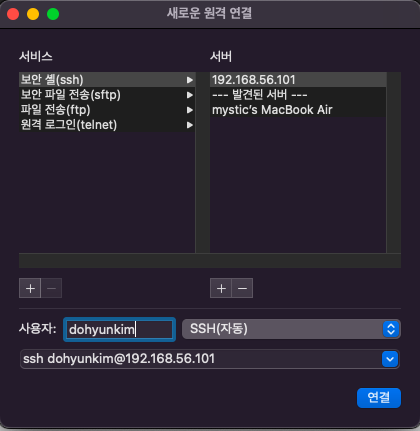 새로운 원격 연결
서비스
서버
보안 셸(ssh)
192.168.56.101
보안 파일 전송(sftp)
--- 발견된 서버 ---
파일 전송(ftp)
mystic's MacBook Air
원격 로그인(telnet)
사용자:
dohyunkim
SSH(자동)
ssh dohyunkim@192.168.56.101
연결